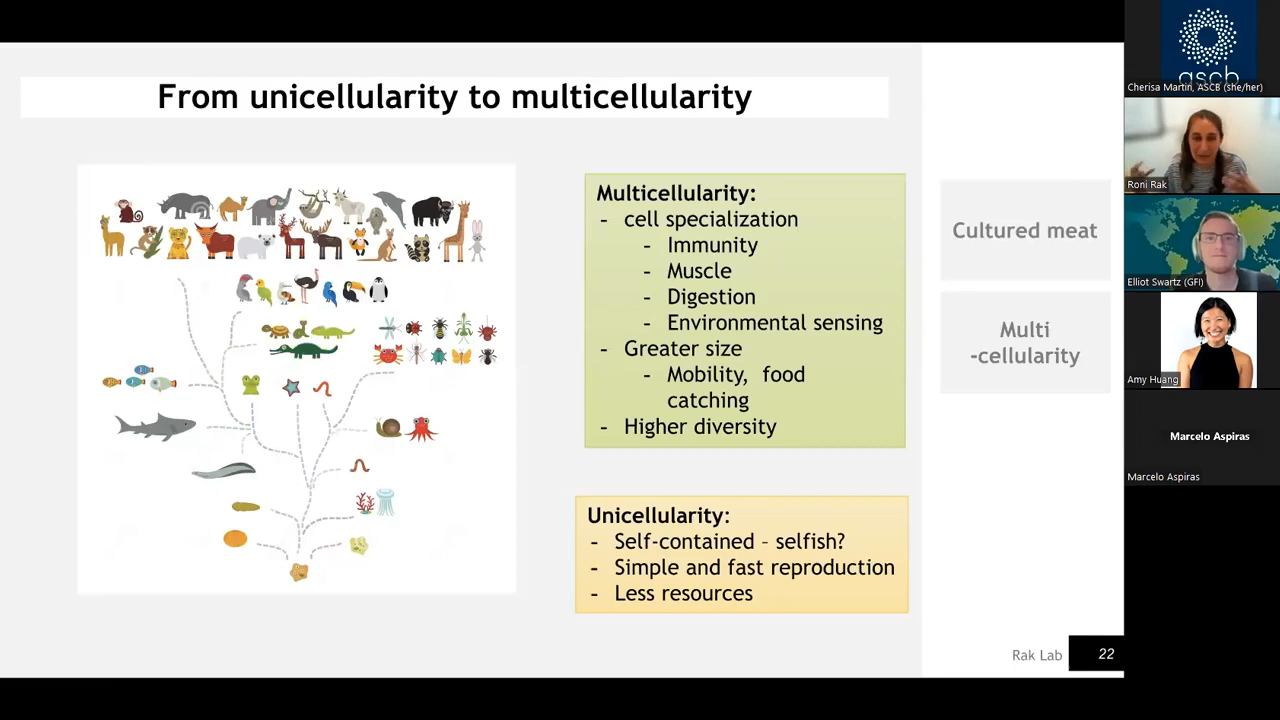 From unicellularity to multicellularity
Multicellularity:
- cell specialization
- Immunity
- Muscle
- Digestion
- Environmental sensing
- Greater size
- Mobility, food
catching
- Higher diversity
Unicellularity:
- Self-contained – selfish?
- Simple and fast reproduction
- Less resources
Cultured meat
Multi
-cellularity
Rak Lab
22
ascb
Cherisa Martin, ASCB (she/her)
Roni Rak
Elliot Swartz (GFI)
Amy Huang
Marcelo Aspiras
Marcelo Aspiras